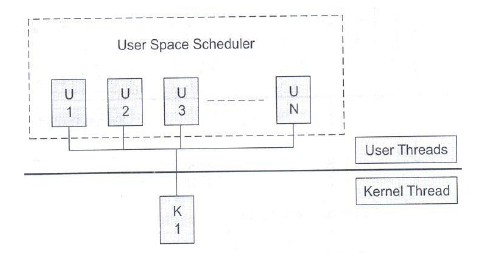 User Space Scheduler
U U U U
1 2 3 N
User Threads
Kernel Thread
K
1